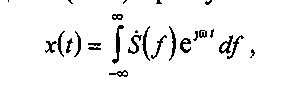 x(t) = ∫_{-∞}^{∞} Ṡ(f) e^{jωt} df ,